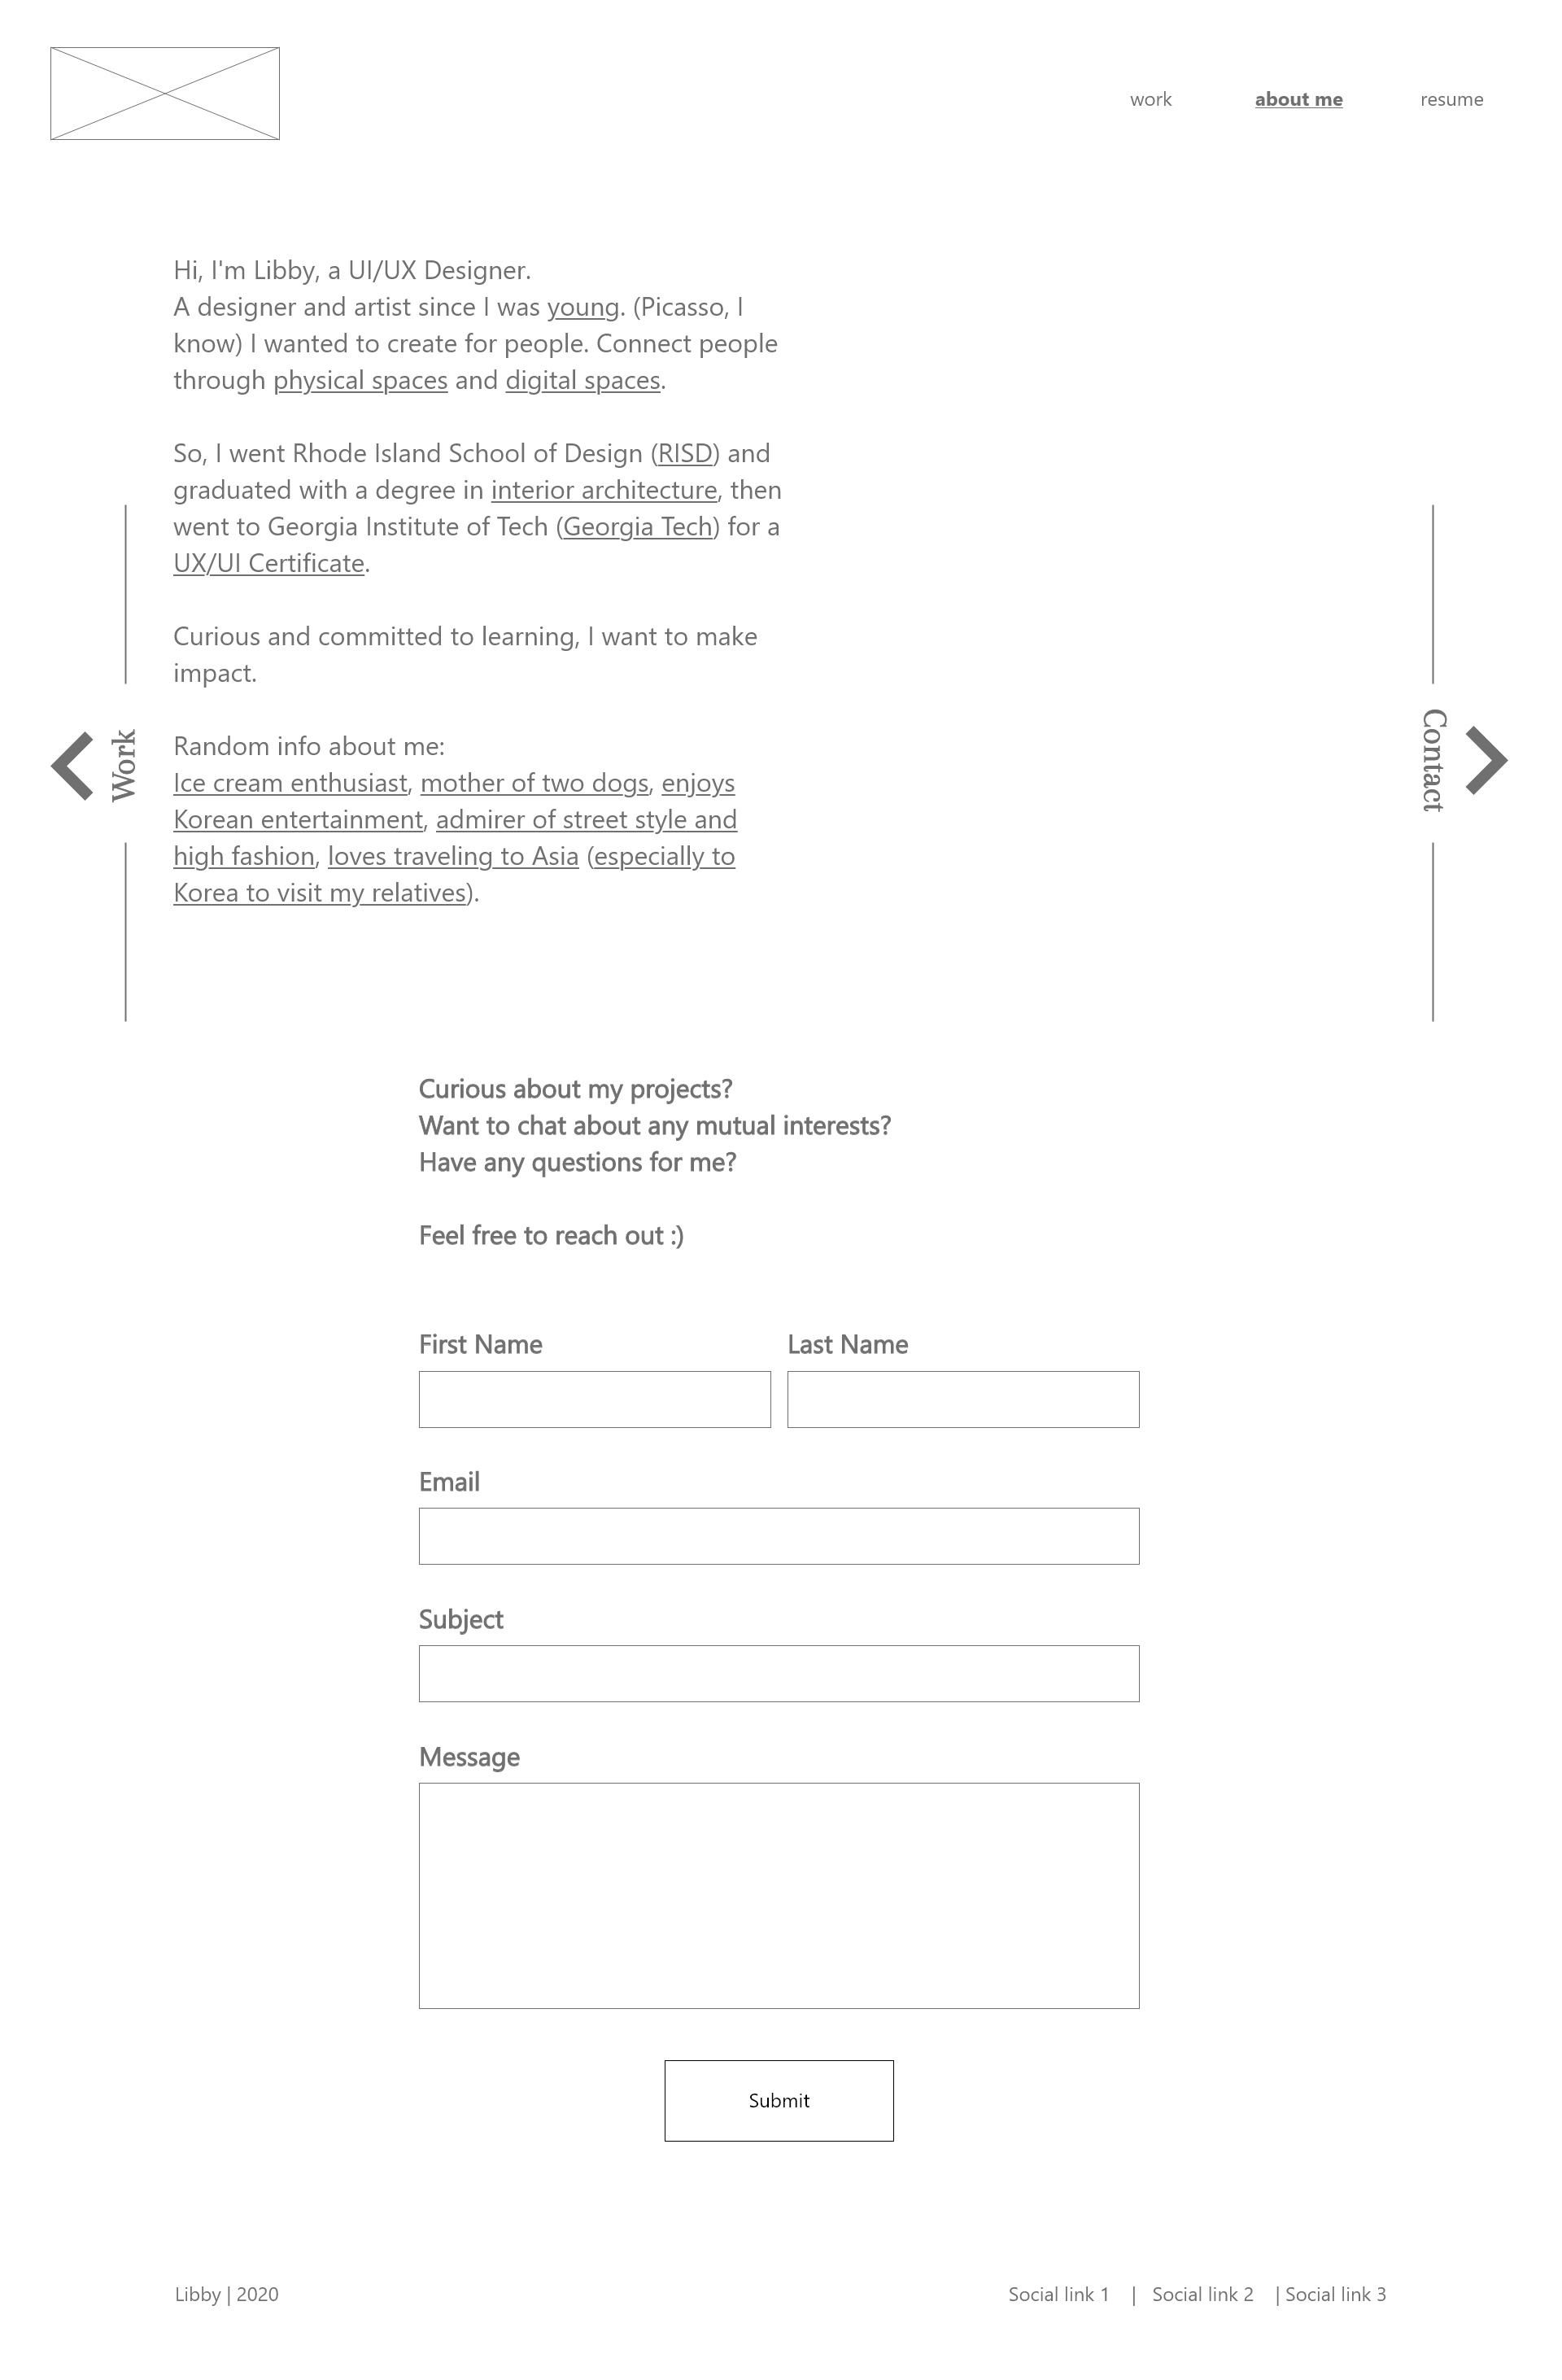 work about me resume
Hi, I'm Libby, a UI/UX Designer.
A designer and artist since I was young. (Picasso, I
know) I wanted to create for people. Connect people
through physical spaces and digital spaces.
So, I went Rhode Island School of Design (RISD) and
graduated with a degree in interior architecture, then
went to Georgia Institute of Tech (Georgia Tech) for a
UX/UI Certificate.
Curious and committed to learning, I want to make
impact.
Work
Contact
Random info about me:
Ice cream enthusiast, mother of two dogs, enjoys
Korean entertainment, admirer of street style and
high fashion, loves traveling to Asia (especially to
Korea to visit my relatives).
Curious about my projects?
Want to chat about any mutual interests?
Have any questions for me?
Feel free to reach out :)
First Name Last Name
Email
Subject
Message
Submit
Libby | 2020 Social link 1 | Social link 2 | Social link 3